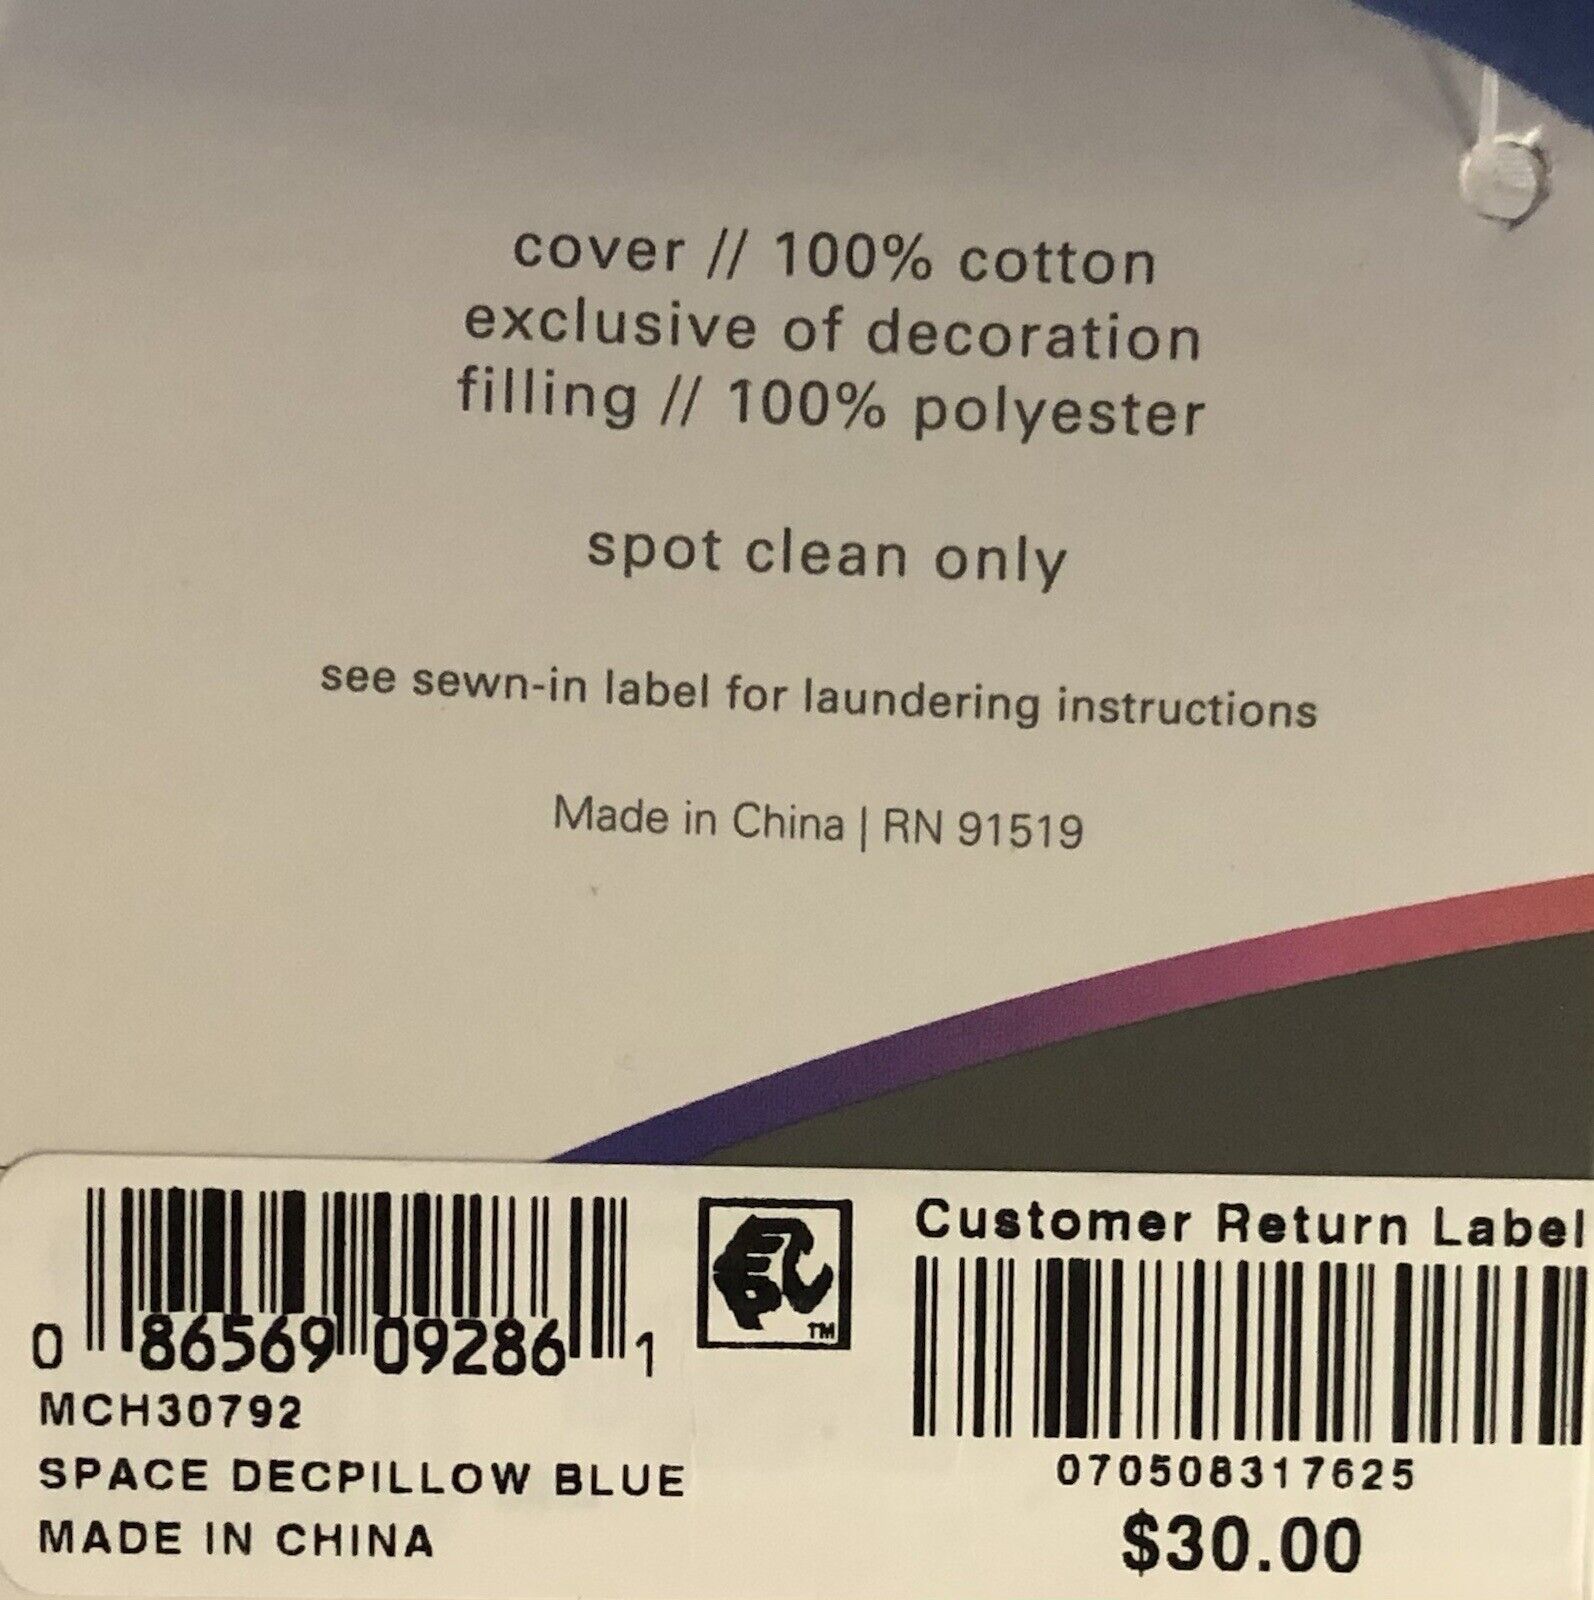 cover // 100% cotton
exclusive of decoration
filling // 100% polyester
spot clean only
see sewn-in label for laundering instructions
Made in China | RN 91519
0 86569 09286 1
MCH30792
SPACE DECPILLOW BLUE
MADE IN CHINA
TM
Customer Return Label
070508317625
$30.00